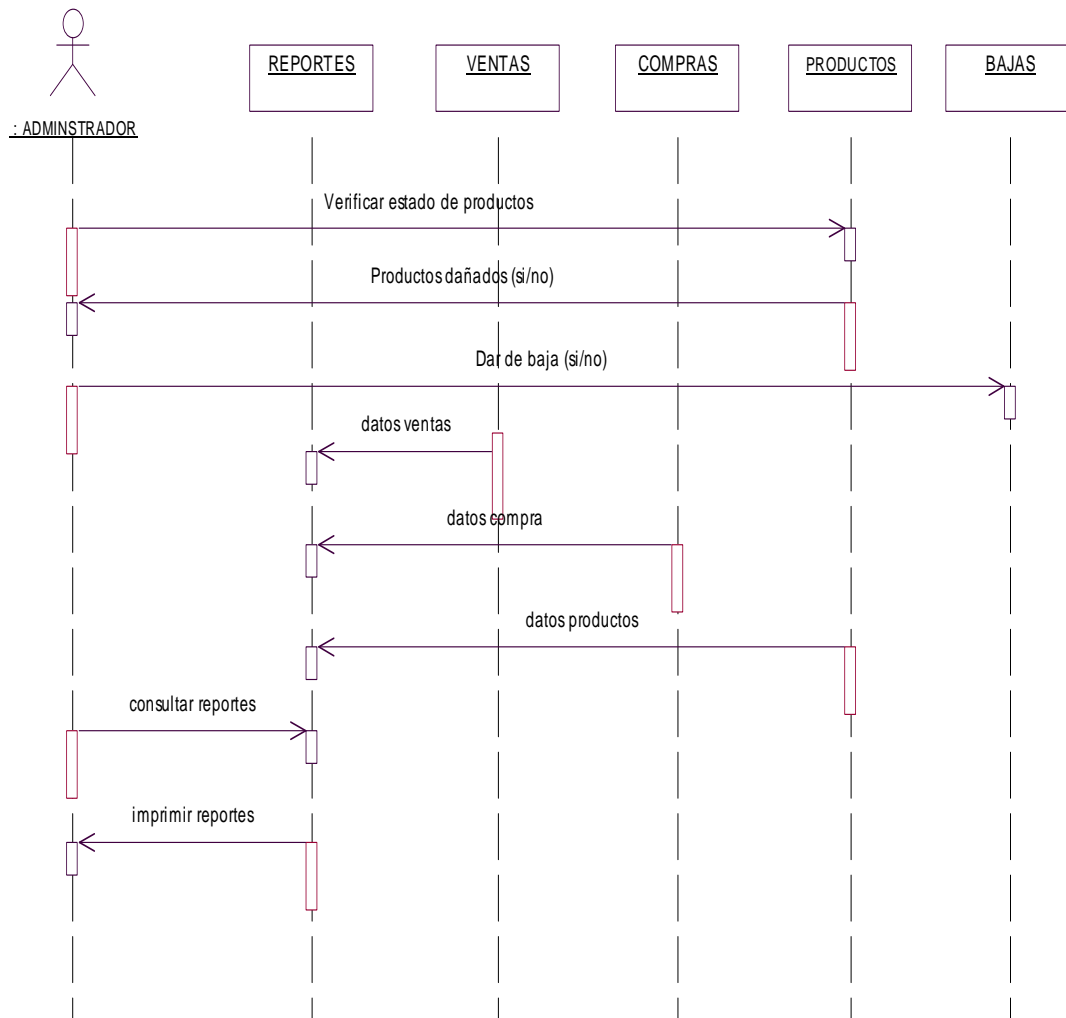 REPORTES
VENTAS
COMPRAS
PRODUCTOS
BAJAS
: ADMINSTRADOR
Verificar estado de productos
Productos dañados (si/no)
Dar de baja (si/no)
datos ventas
datos compra
datos productos
consultar reportes
imprimir reportes